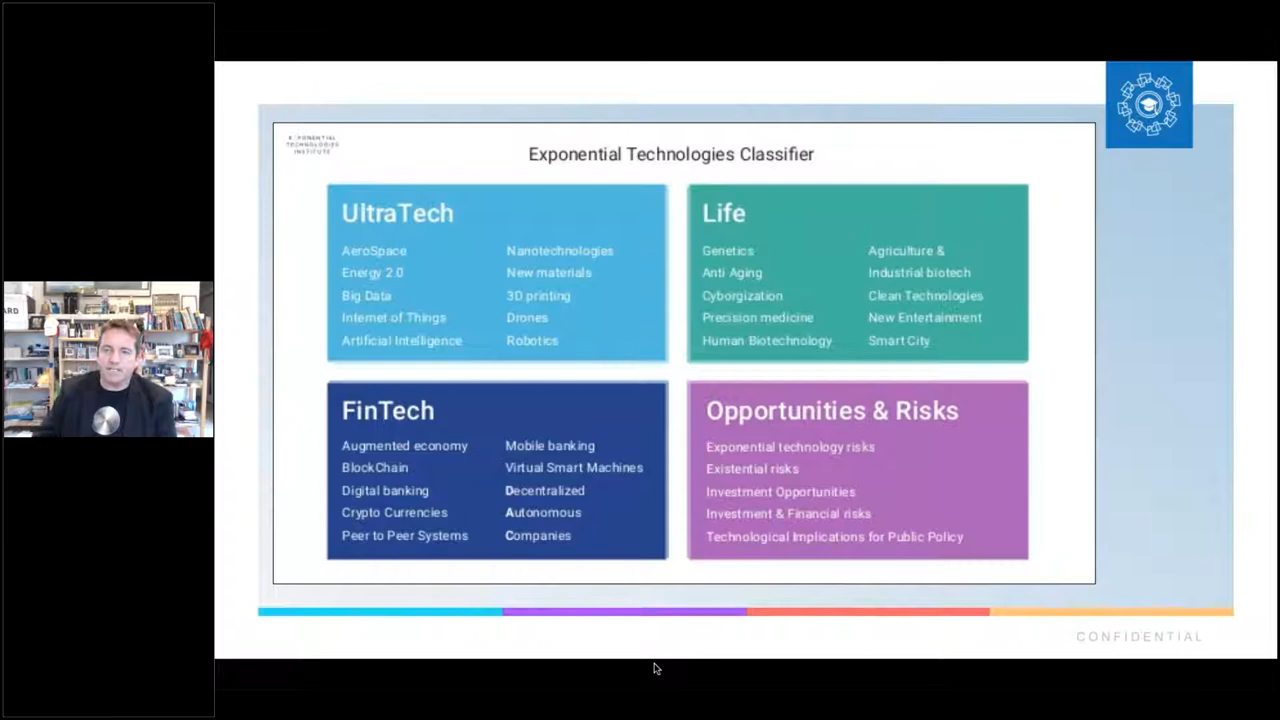 ARD
EXPONENTIAL
TECHNOLOGIES
INSTITUTE
Exponential Technologies Classifier
UltraTech
AeroSpace
Energy 2.0
Big Data
Internet of Things
Artificial Intelligence
Nanotechnologies
New materials
3D printing
Drones
Robotics
Life
Genetics
Anti Aging
Cyborgization
Precision medicine
Human Biotechnology
Agriculture &
Industrial biotech
Clean Technologies
New Entertainment
Smart City
FinTech
Augmented economy
BlockChain
Digital banking
Crypto Currencies
Peer to Peer Systems
Mobile banking
Virtual Smart Machines
Decentralized
Autonomous
Companies
Opportunities & Risks
Exponential technology risks
Existential risks
Investment Opportunities
Investment & Financial risks
Technological Implications for Public Policy
CONFIDENTIAL